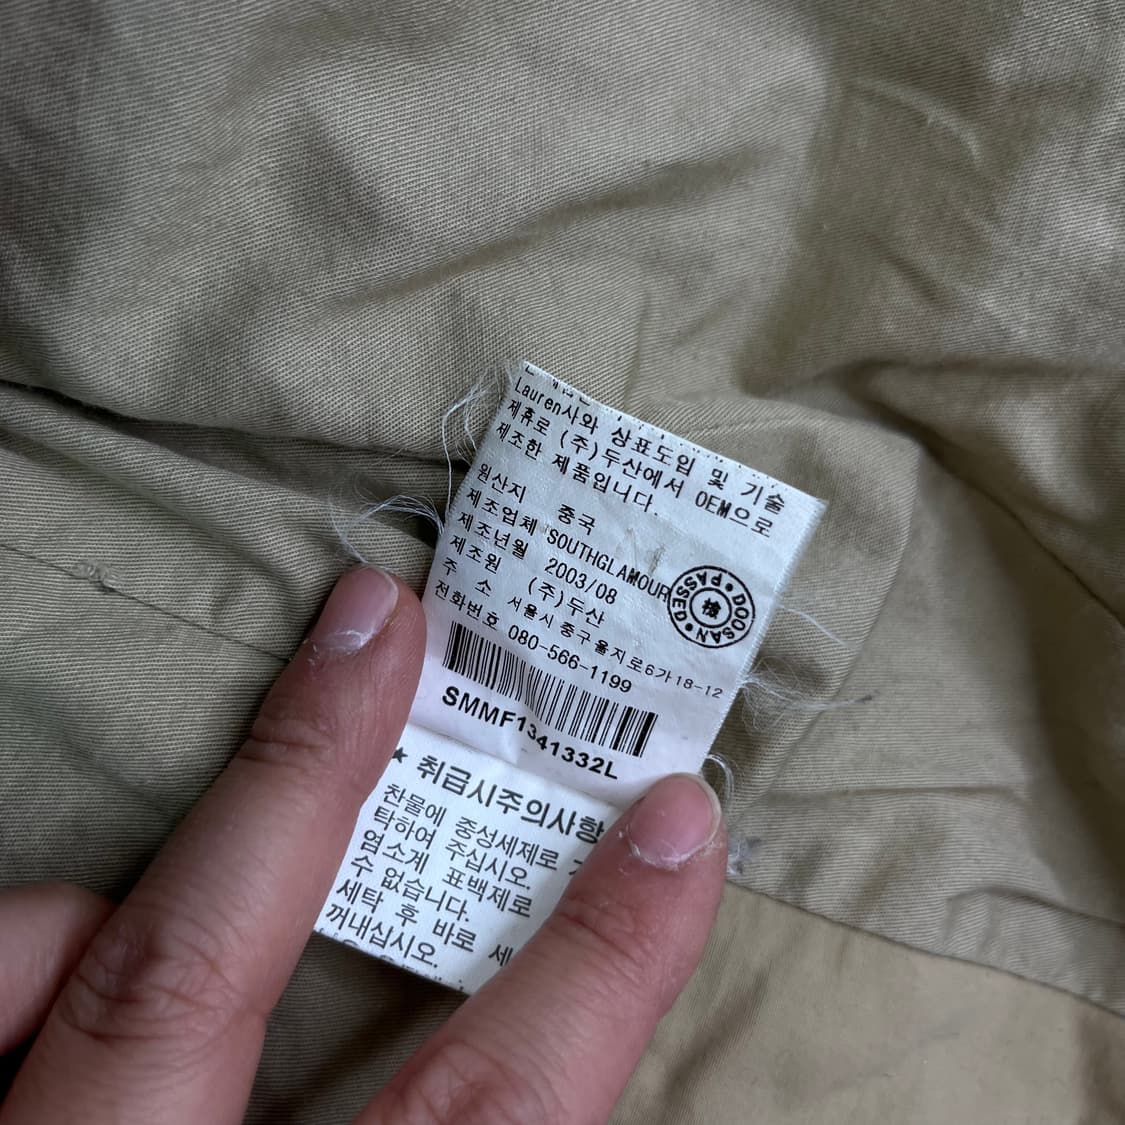 Lauren사와 상표도입 및 기술
제휴로 (주)두산에서 OEM으로
제조한 제품입니다.
원산지 중국
제조업체 SOUTHGLAMOUR
제조년월 2003/08
제조원 (주)두산
주 소 서울시 중구을지로6가18-12
전화번호 080-566-1199
DOOSAN PASSED 検
SMMF1341332L
★ 취급시주의사항
찬물에 중성세제로
탁하여 주십시오.
염소계 표백제로
수 없습니다.
세탁 후 바로 세
꺼내십시오.